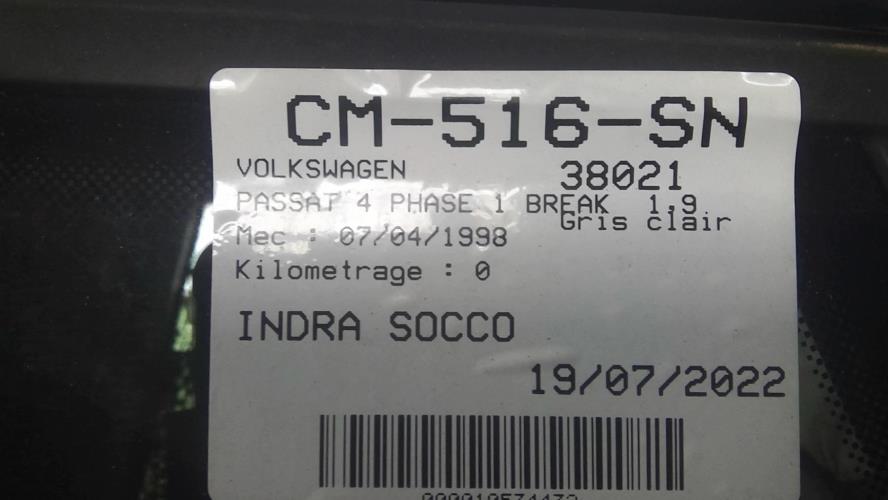 CM-516-SN
VOLKSWAGEN 38021
PASSAT 4 PHASE 1 BREAK 1.9
Gris clair
Mec : 07/04/1998
Kilometrage : 0
INDRA SOCCO
19/07/2022